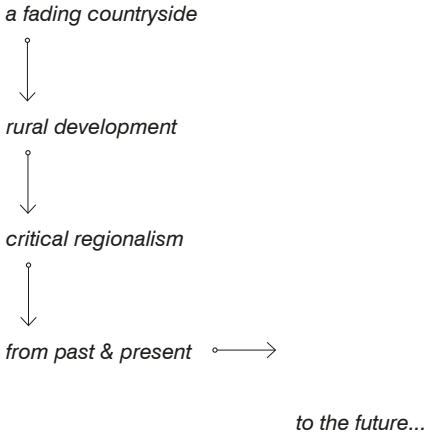 a fading countryside
rural development
critical regionalism
from past & present
to the future...